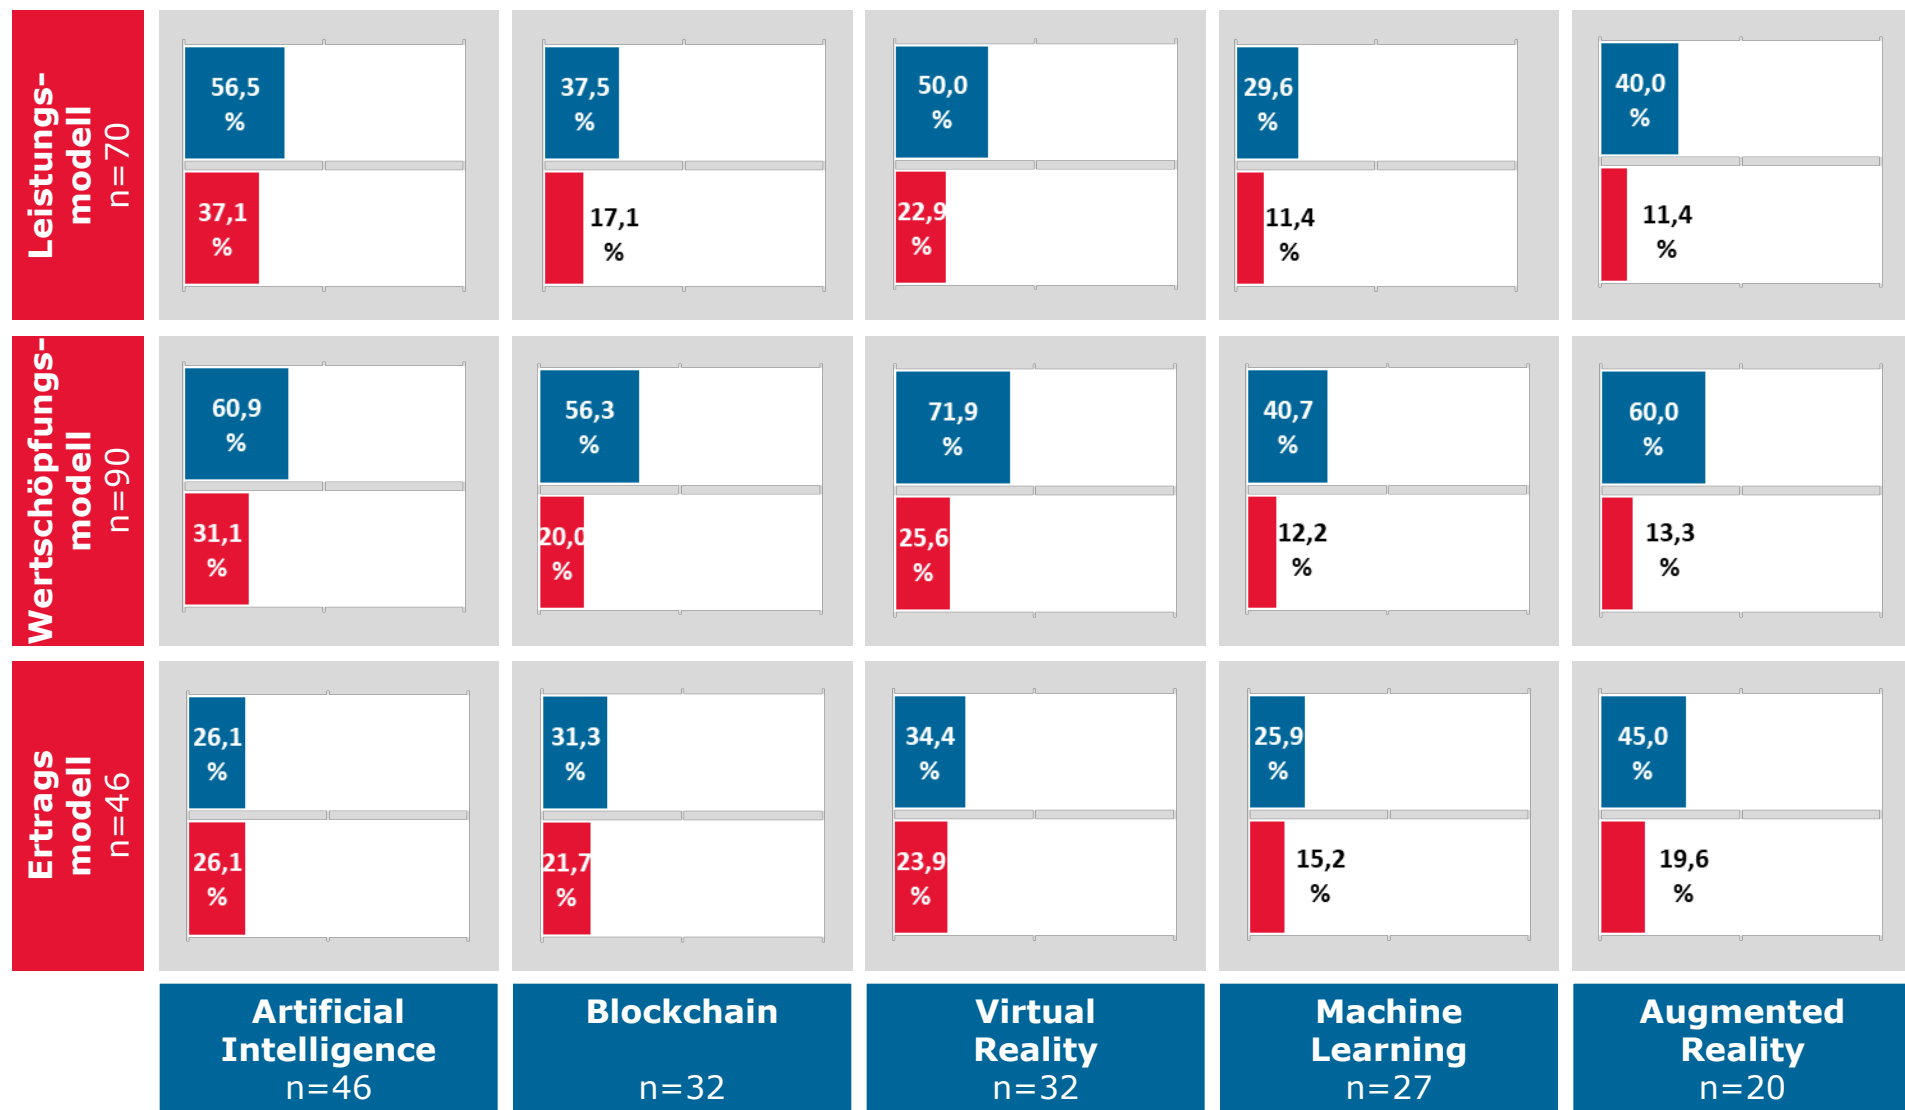 Leistungs-
modell
n=70
56,5
%
37,1
%
37,5
%
17,1
%
50,0
%
22,9
%
29,6
%
11,4
%
40,0
%
11,4
%
Wertschöpfungs-
modell
n=90
60,9
%
31,1
%
56,3
%
20,0
%
71,9
%
25,6
%
40,7
%
12,2
%
60,0
%
13,3
%
Ertrags
modell
n=46
26,1
%
26,1
%
31,3
%
21,7
%
34,4
%
23,9
%
25,9
%
15,2
%
45,0
%
19,6
%
Artificial
Intelligence
n=46
Blockchain
n=32
Virtual
Reality
n=32
Machine
Learning
n=27
Augmented
Reality
n=20